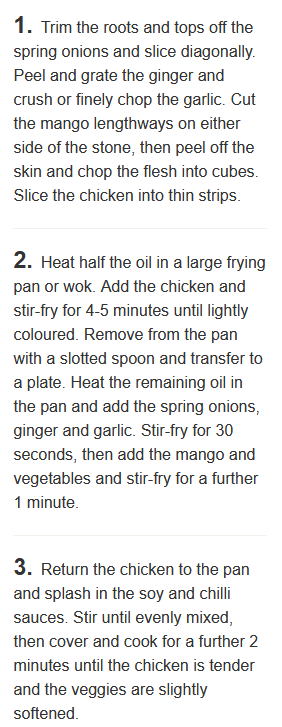 1. Trim the roots and tops off the
spring onions and slice diagonally.
Peel and grate the ginger and
crush or finely chop the garlic. Cut
the mango lengthways on either
side of the stone, then peel off the
skin and chop the flesh into cubes.
Slice the chicken into thin strips.
2. Heat half the oil in a large frying
pan or wok. Add the chicken and
stir-fry for 4-5 minutes until lightly
coloured. Remove from the pan
with a slotted spoon and transfer to
a plate. Heat the remaining oil in
the pan and add the spring onions,
ginger and garlic. Stir-fry for 30
seconds, then add the mango and
vegetables and stir-fry for a further
1 minute.
3. Return the chicken to the pan
and splash in the soy and chilli
sauces. Stir until evenly mixed,
then cover and cook for a further 2
minutes until the chicken is tender
and the veggies are slightly
softened.